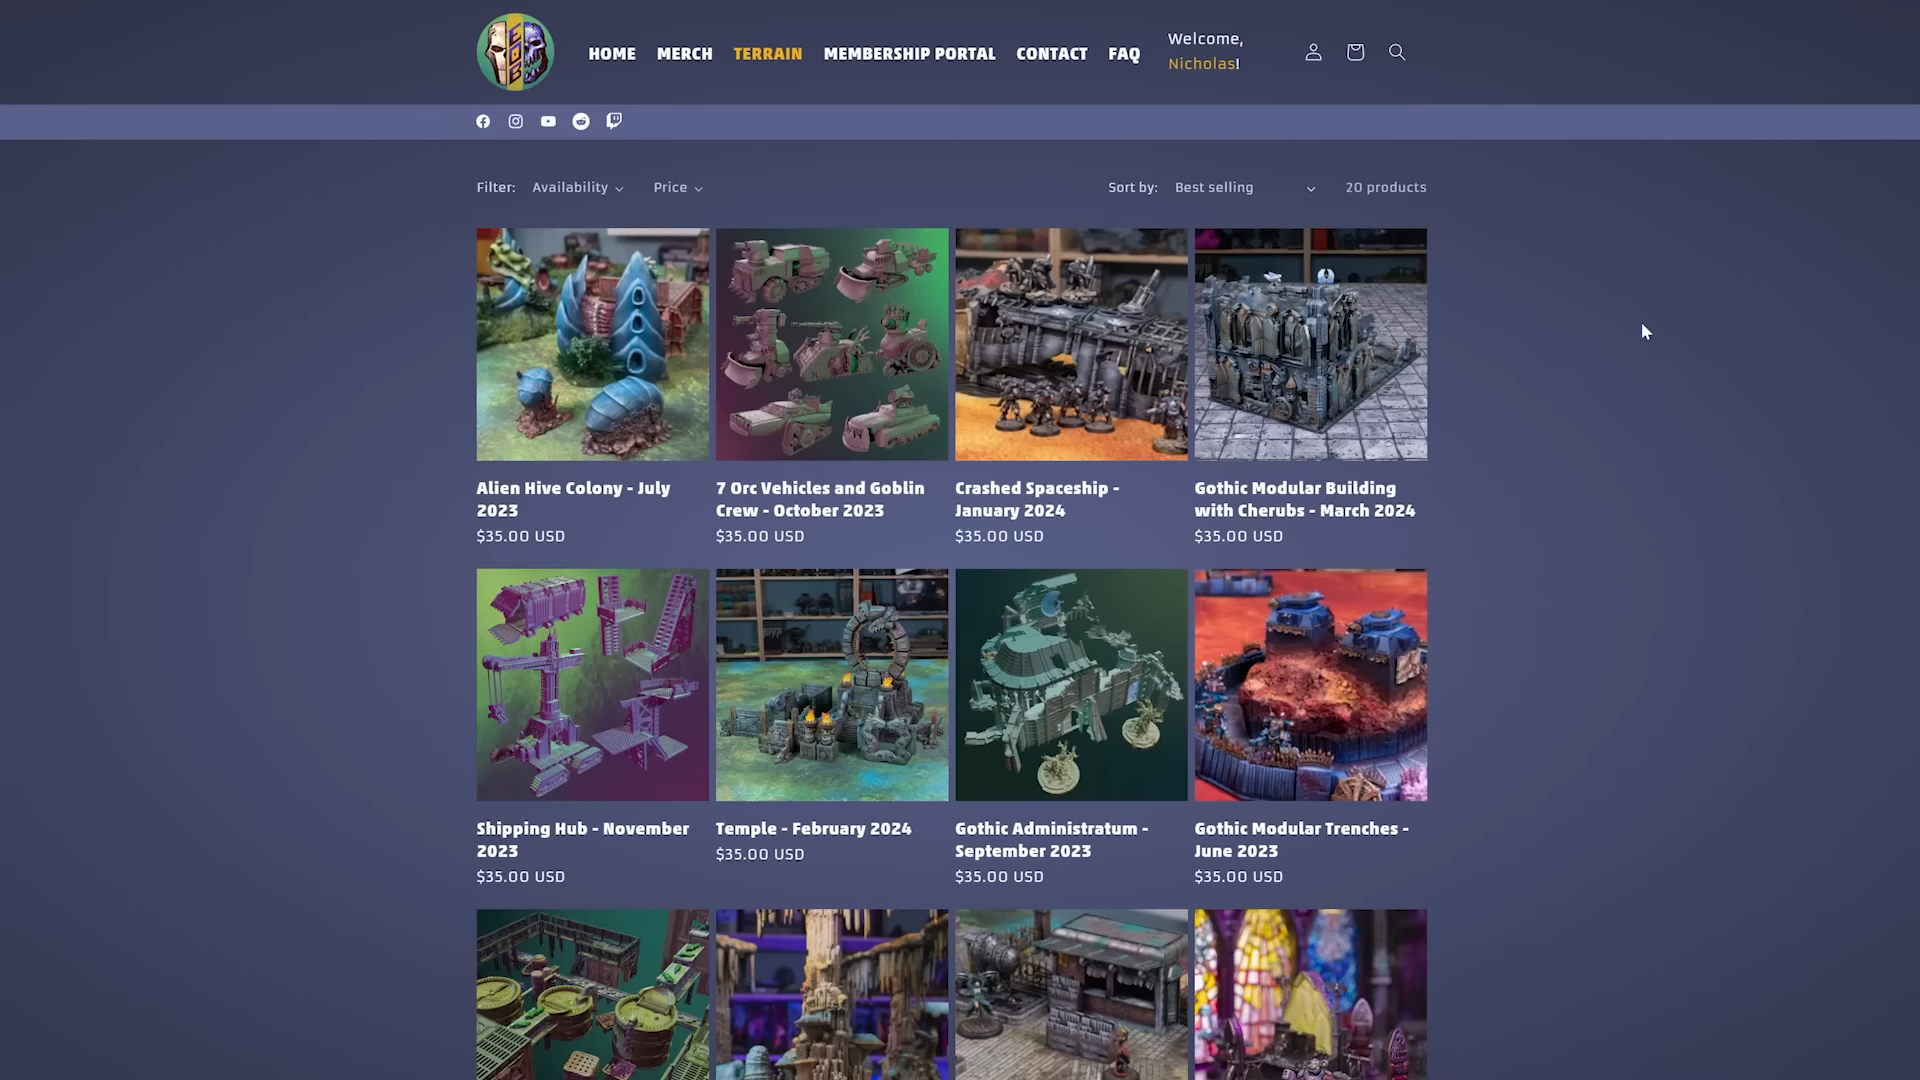 EOB
HOME MERCH TERRAIN MEMBERSHIP PORTAL CONTACT FAQ
Welcome,
Nicholas!
Filter: Availability Price Sort by: Best selling 20 products
Alien Hive Colony - July
2023
$35.00 USD
7 Orc Vehicles and Goblin
Crew - October 2023
$35.00 USD
Crashed Spaceship -
January 2024
$35.00 USD
Gothic Modular Building
with Cherubs - March 2024
$35.00 USD
Shipping Hub - November
2023
$35.00 USD
Temple - February 2024
$35.00 USD
Gothic Administratum -
September 2023
$35.00 USD
Gothic Modular Trenches -
June 2023
$35.00 USD